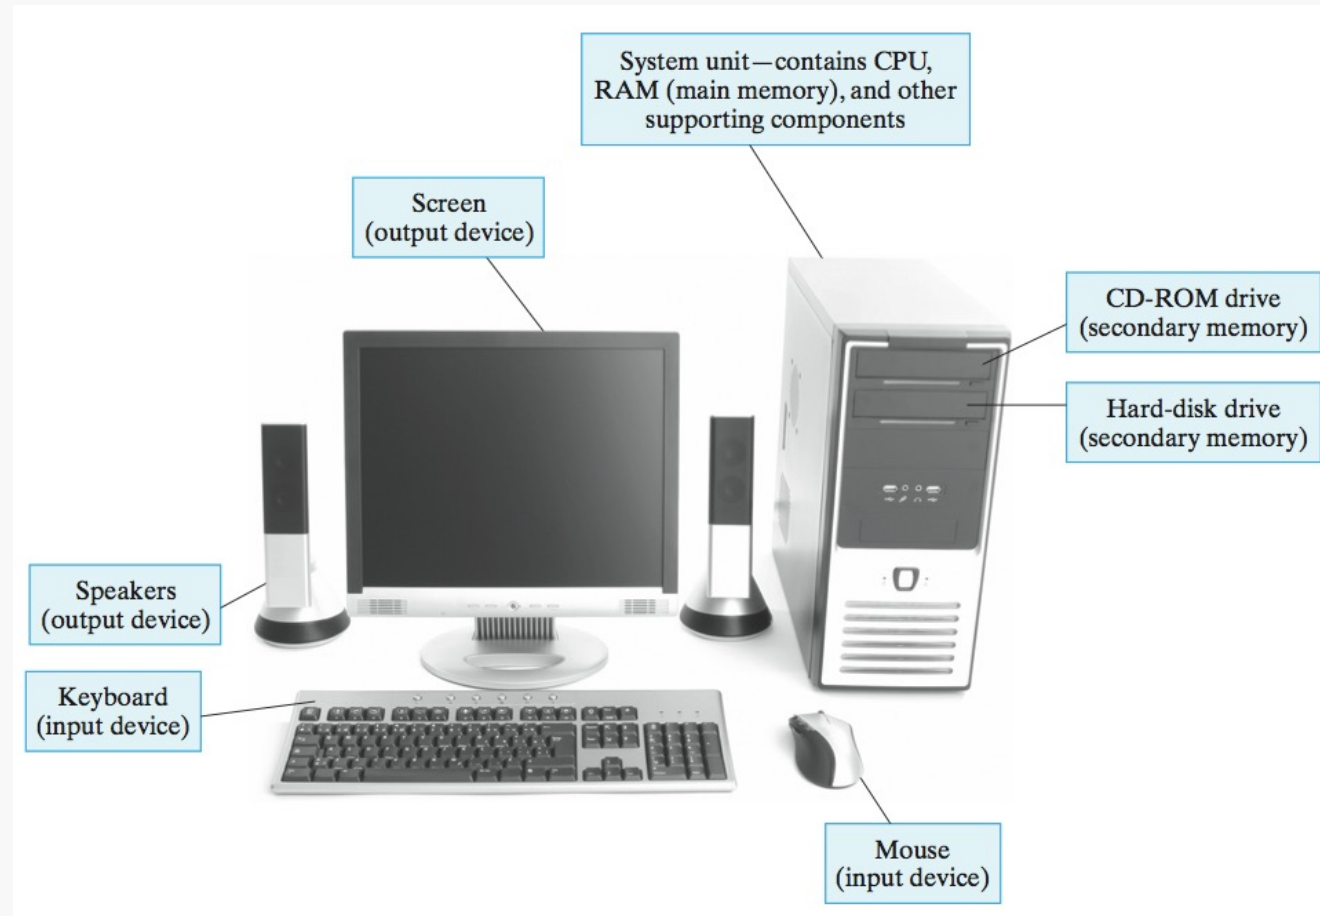 System unit—contains CPU,
RAM (main memory), and other
supporting components
Screen
(output device)
CD-ROM drive
(secondary memory)
Hard-disk drive
(secondary memory)
Speakers
(output device)
Keyboard
(input device)
Mouse
(input device)